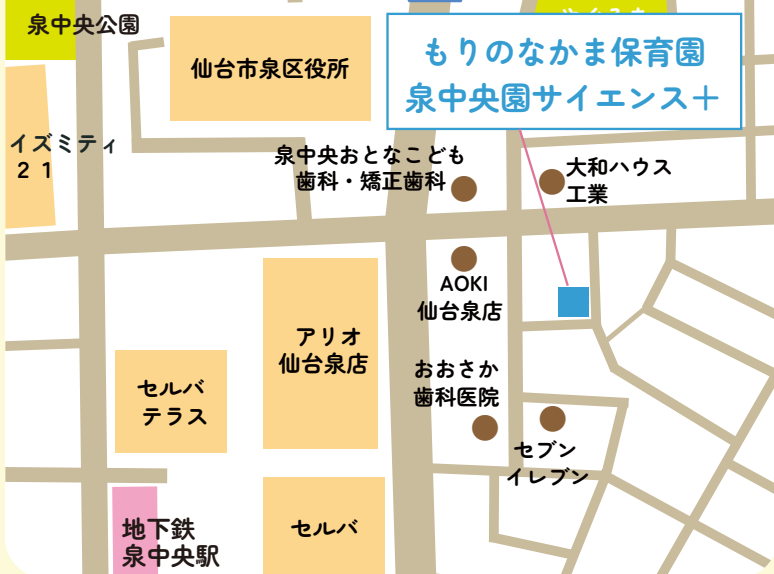 泉中央公園
仙台市泉区役所
もりのなかま保育園
泉中央園サイエンス＋
イズミティ
２１
泉中央おとなこども
歯科・矯正歯科
大和ハウス
工業
AOKI
仙台泉店
アリオ
仙台泉店
セルバ
テラス
おおさか
歯科医院
セブン
イレブン
地下鉄
泉中央駅
セルバ